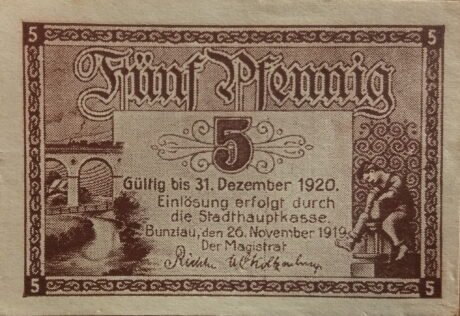 5 5
Fünf Pfennig
5
Gültig bis 31. Dezember 1920.
Einlösung erfolgt durch
die Stadthauptkasse.
Bunzlau, den 26. November 1919.
Der Magistrat
5 5